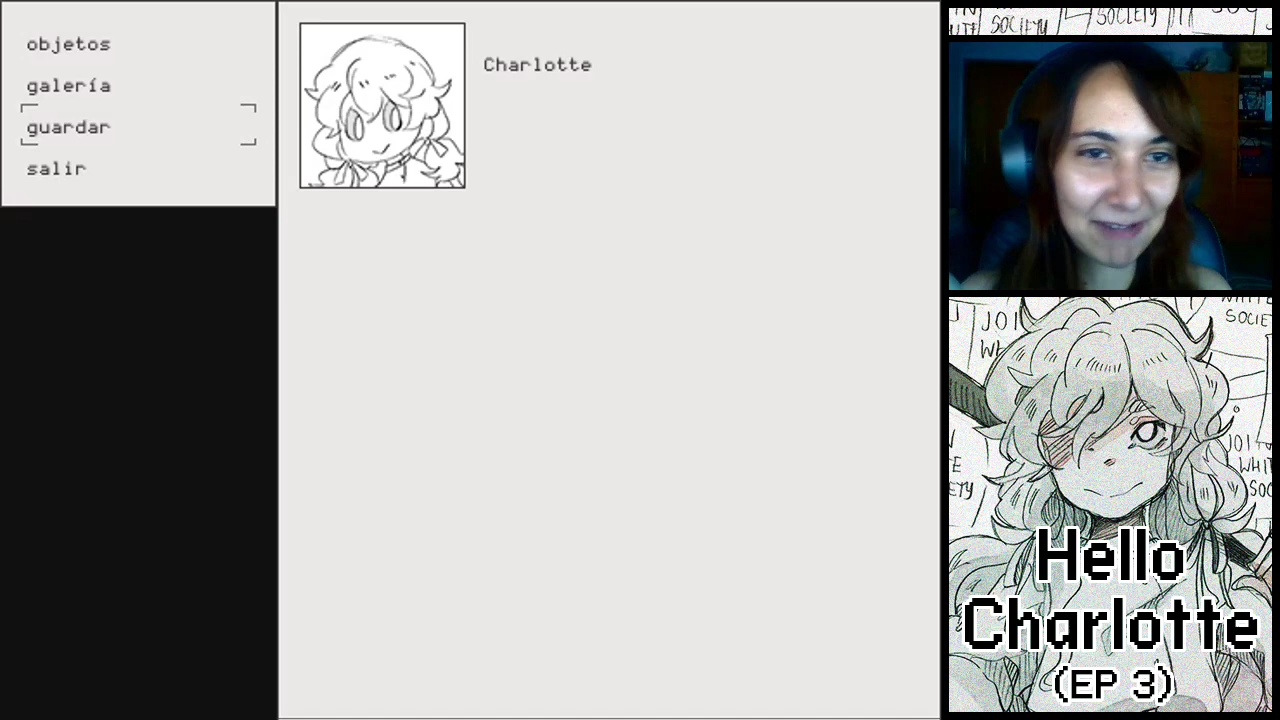 objetos
galería
guardar
salir
Charlotte
SOCIETY
SOCIETY
JOI
WHITE
SOCIE
JOI
WHI
SOC
Hello
Charlotte
(EP 3)